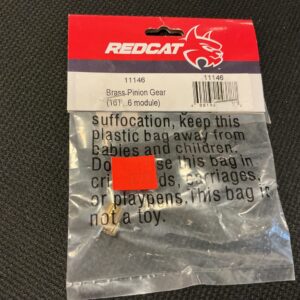 REDCAT
11146
11146
Brass Pinion Gear
(16T, .6 module)
suffocation, keep this
plastic bag away from
babies and children.
Do use this bag in
carriages,
or playpens. This bag is
not a toy.